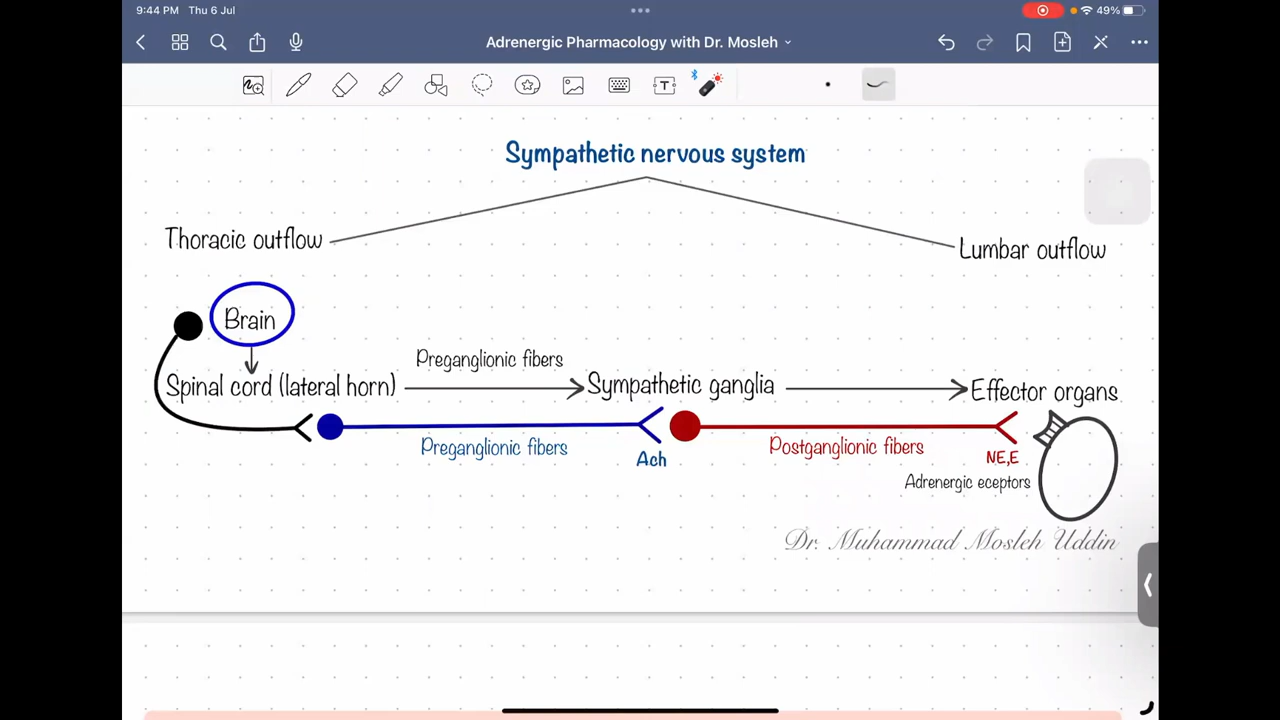 9:44 PM Thu 6 Jul
49%
Adrenergic Pharmacology with Dr. Mosleh
T
Sympathetic nervous system
Thoracic outflow
Lumbar outflow
Brain
Preganglionic fibers
Spinal cord (lateral horn)
Sympathetic ganglia
Effector organs
Preganglionic fibers
Postganglionic fibers
Ach
NE,E
Adrenergic eceptors
Dr. Muhammad Mosleh Uddin